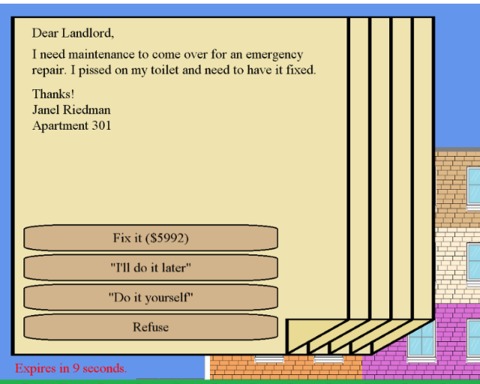 Dear Landlord,
I need maintenance to come over for an emergency
repair. I pissed on my toilet and need to have it fixed.
Thanks!
Janel Riedman
Apartment 301
Fix it ($5992)
"I'll do it later"
"Do it yourself"
Refuse
Expires in 9 seconds.